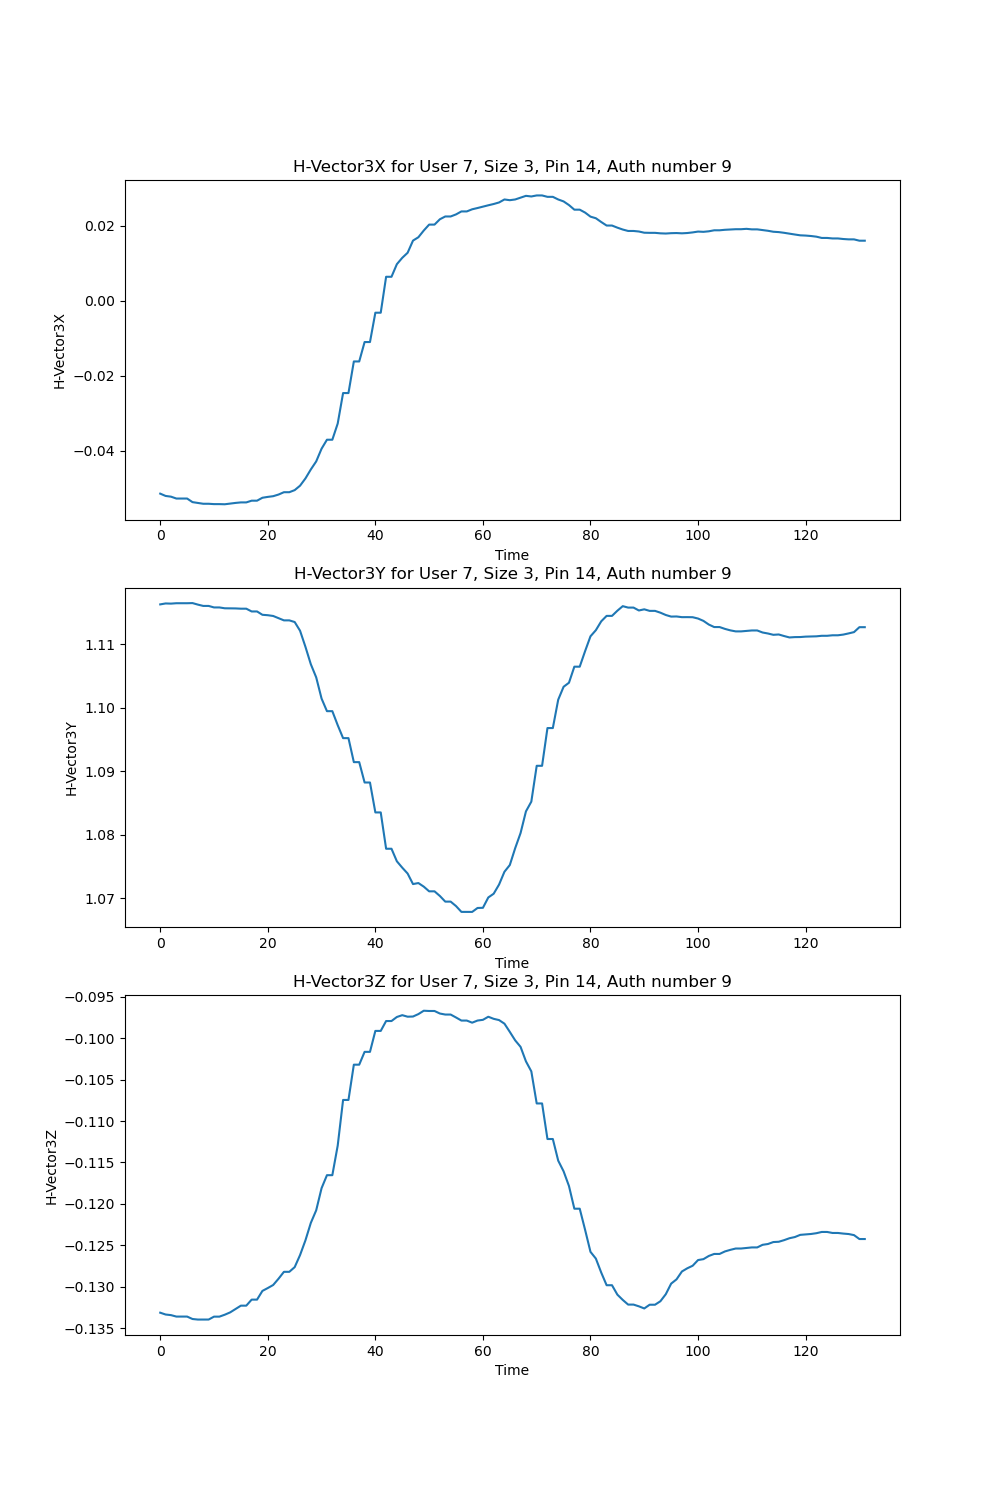 H-Vector3X for User 7, Size 3, Pin 14, Auth number 9
0.02
0.00
−0.02
−0.04
H-Vector3X
0 20 40 60 80 100 120
Time
H-Vector3Y for User 7, Size 3, Pin 14, Auth number 9
1.11
1.10
1.09
1.08
1.07
H-Vector3Y
0 20 40 60 80 100 120
Time
H-Vector3Z for User 7, Size 3, Pin 14, Auth number 9
−0.095
−0.100
−0.105
−0.110
−0.115
−0.120
−0.125
−0.130
−0.135
H-Vector3Z
0 20 40 60 80 100 120
Time